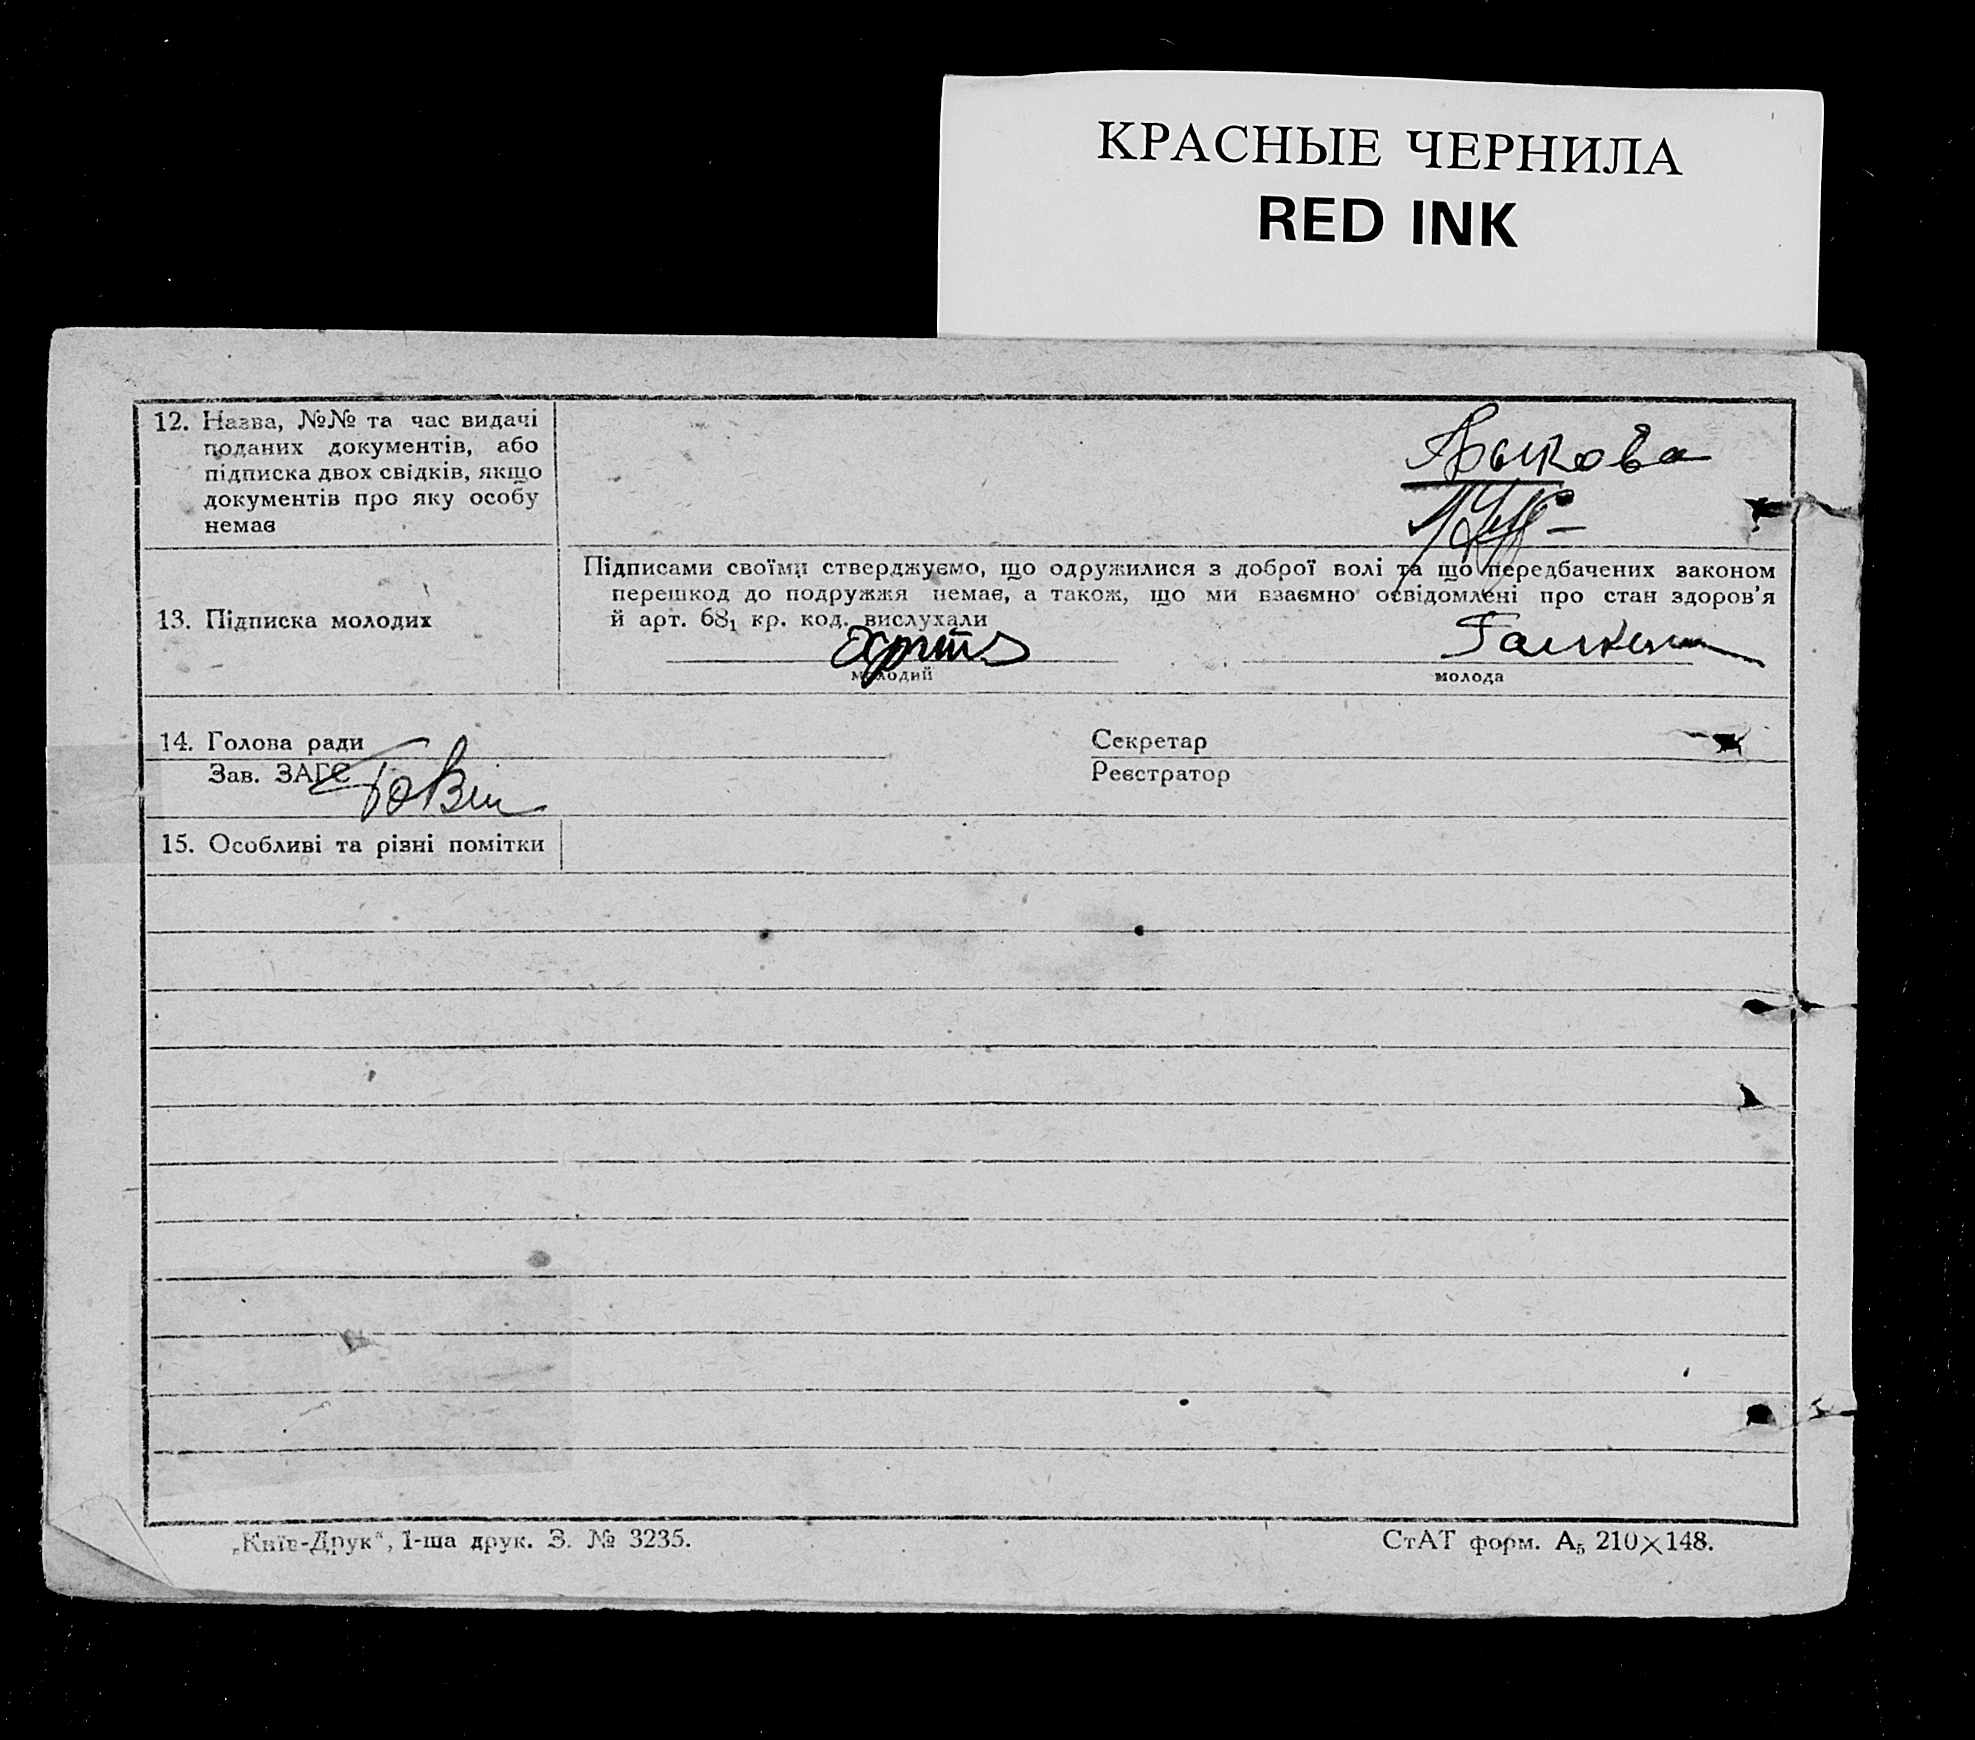 КРАСНЫЕ ЧЕРНИЛА
RED INK
12. Назва, №№ та час видачі
поданих документів, або
підписка двох свідків, якщо
документів про яку особу
немає
Підписами своїми стверджуємо, що одружилися з доброї волі та що передбачених законом
перешкод до подружжя немає, а також, що ми взаємно освідомлені про стан здоров'я
13. Підписка молодих
й арт. 68₁ кр. код. вислухали
молодий
молода
14. Голова ради
Секретар
Зав. ЗАГС
Реєстратор
15. Особливі та різні помітки
„Київ-Друк“, 1-ша друк. З. № 3235.
СтАТ форм. А₅ 210×148.